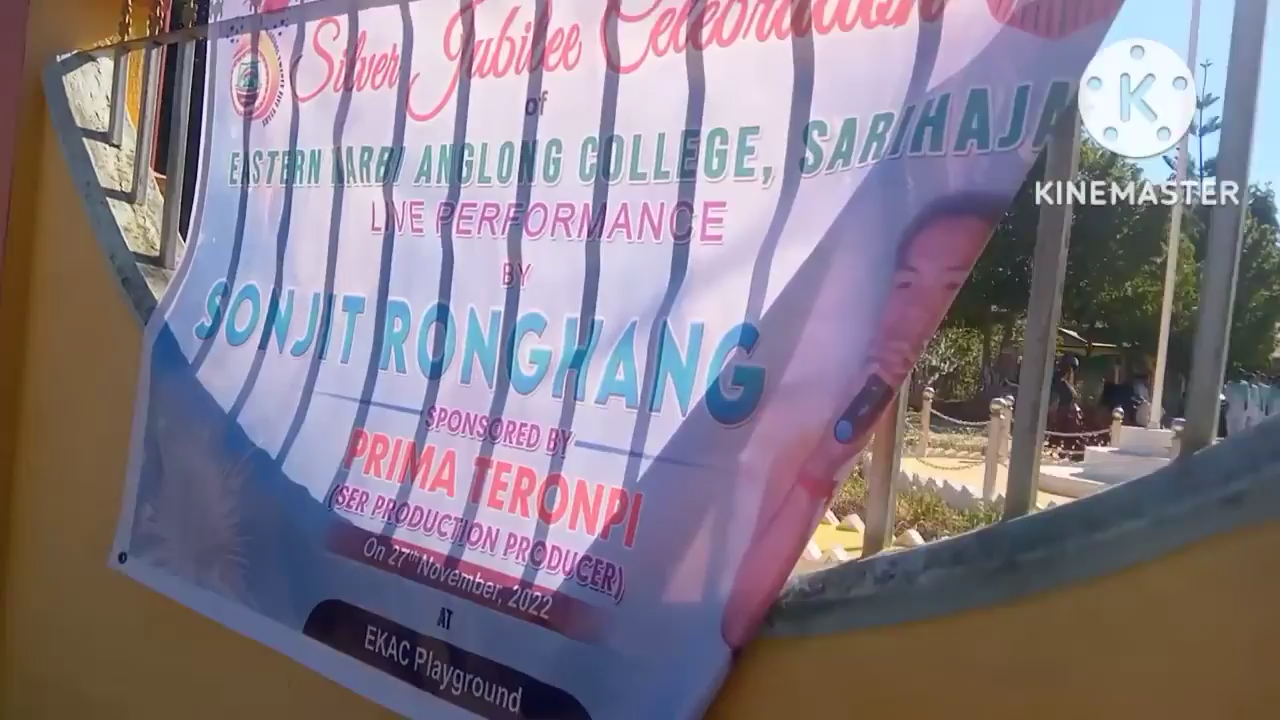 Silver Jubilee Celebration
of
EASTERN KARBI ANGLONG COLLEGE, SARIHAJAN
LIVE PERFORMANCE
BY
SONJIT RONGHANG
SPONSORED BY
PRIMA TERONPI
(SER PRODUCTION PRODUCER)
On 27th November, 2022
AT
EKAC Playground
K
KINEMASTER